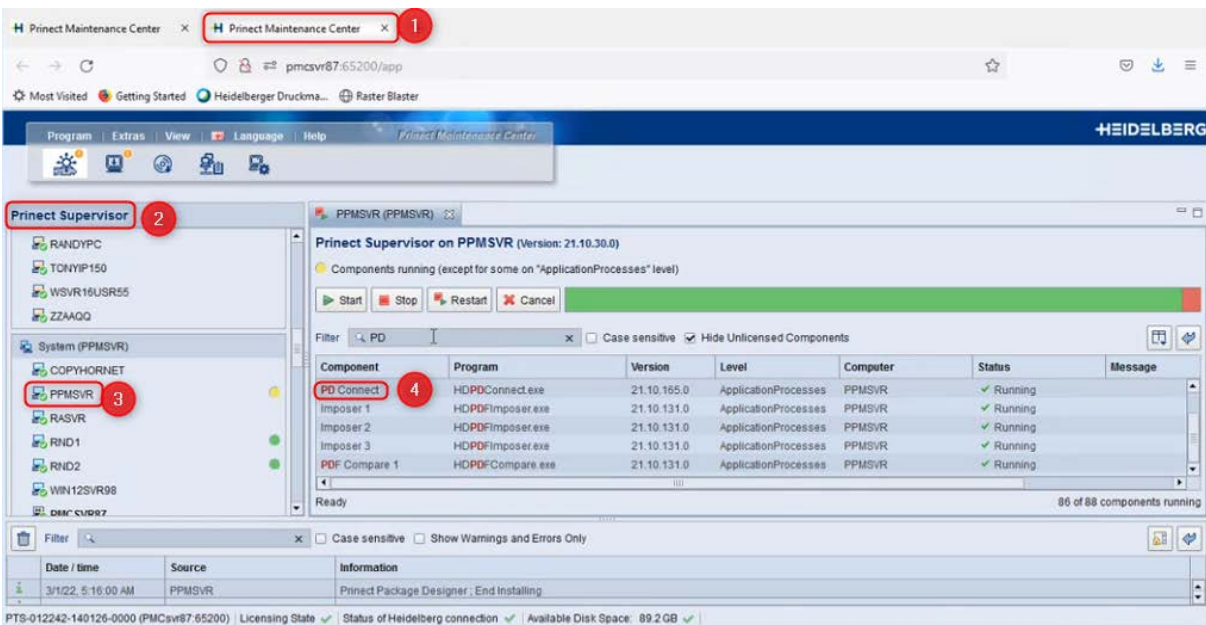 Prinect Maintenance Center × Prinect Maintenance Center × 1
pmcsvr87:65200/app
Most Visited Getting Started Heidelberger Druckma... Raster Blaster
Program Extras View Language Help Prinect Maintenance Center HEIDELBERG
Prinect Supervisor 2
RANDYPC
TONYIP150
WSVR16USR55
ZZAAQQ
System (PPMSVR)
COPYHORNET
PPMSVR 3
RASVR
RND1
RND2
WIN12SVR98
PMCSVR87
PPMSVR (PPMSVR)
Prinect Supervisor on PPMSVR (Version: 21.10.30.0)
Components running (except for some on "ApplicationProcesses" level)
Start Stop Restart Cancel
Filter PD × Case sensitive Hide Unlicensed Components
Component Program Version Level Computer Status Message
PD Connect 4 HDPDConnect.exe 21.10.165.0 ApplicationProcesses PPMSVR Running
Imposer 1 HDPDFImposer.exe 21.10.131.0 ApplicationProcesses PPMSVR Running
Imposer 2 HDPDFImposer.exe 21.10.131.0 ApplicationProcesses PPMSVR Running
Imposer 3 HDPDFImposer.exe 21.10.131.0 ApplicationProcesses PPMSVR Running
PDF Compare 1 HDPDFCompare.exe 21.10.131.0 ApplicationProcesses PPMSVR Running
Ready 86 of 88 components running
Filter × Case sensitive Show Warnings and Errors Only
Date / time Source Information
3/1/22, 5:16:00 AM PPMSVR Prinect Package Designer ; End Installing
PTS-012242-140126-0000 (PMCsvr87:65200) Licensing State Status of Heidelberg connection Available Disk Space: 89.2 GB